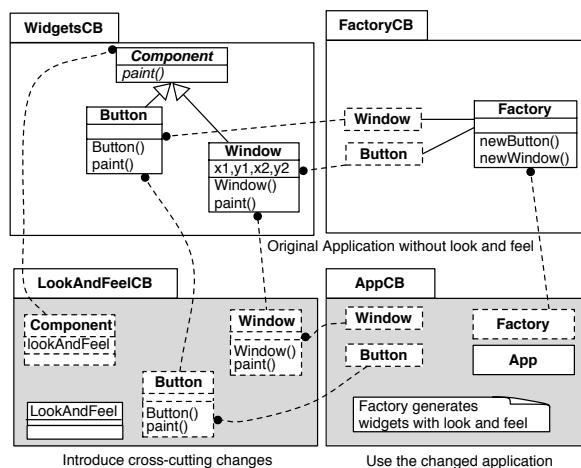 WidgetsCB
Component
paint()
Button
Button()
paint()
Window
x1,y1,x2,y2
Window()
paint()
FactoryCB
Window
Button
Factory
newButton()
newWindow()
Original Application without look and feel
LookAndFeelCB
Component
lookAndFeel
Window
Window()
paint()
Button
Button()
paint()
LookAndFeel
AppCB
Window
Button
Factory
App
Factory generates
widgets with look and feel
Introduce cross-cutting changes
Use the changed application